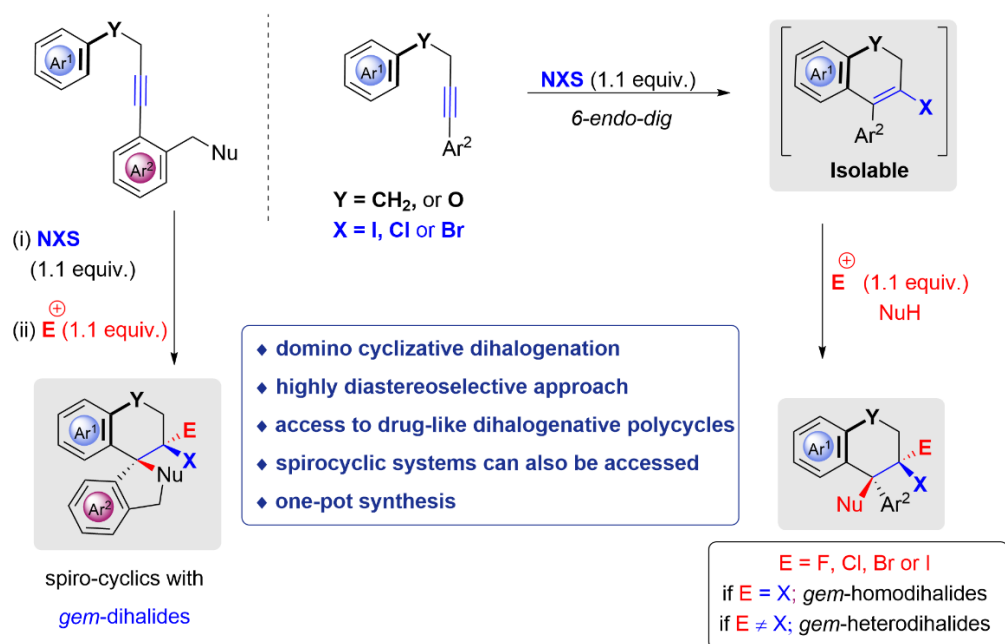 Y
Ar1
Ar2
Nu
(i) NXS
(1.1 equiv.)
(ii) E⊕ (1.1 equiv.)
Y
Ar1
E
X
Nu
Ar2
spiro-cyclics with
gem-dihalides
Y
Ar1
Ar2
Y = CH2, or O
X = I, Cl or Br
NXS (1.1 equiv.)
6-endo-dig
Y
Ar1
X
Ar2
Isolable
E⊕ (1.1 equiv.)
NuH
♦ domino cyclizative dihalogenation
♦ highly diastereoselective approach
♦ access to drug-like dihalogenative polycycles
♦ spirocyclic systems can also be accessed
♦ one-pot synthesis
Y
Ar1
E
X
Nu
Ar2
E = F, Cl, Br or I
if E = X; gem-homodihalides
if E ≠ X; gem-heterodihalides